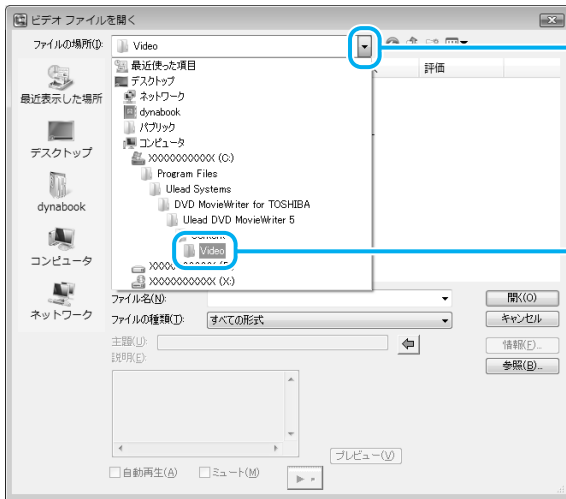 ビデオ ファイルを開く
ファイルの場所(I):
Video
評価
最近使った項目
デスクトップ
ネットワーク
dynabook
パブリック
コンピュータ
XXXXXXXXXXX (C:)
Program Files
Ulead Systems
DVD MovieWriter for TOSHIBA
Ulead DVD MovieWriter 5
Video
XXXXXXXXXXX (X:)
最近表示した場所
デスクトップ
dynabook
コンピュータ
ネットワーク
ファイル名(N):
開K(O)
ファイルの種類(T):
すべての形式
キャンセル
主題(U):
情報(F)...
説明(E):
参照(B)...
プレビュー(V)
自動再生(A)
ミュート(M)